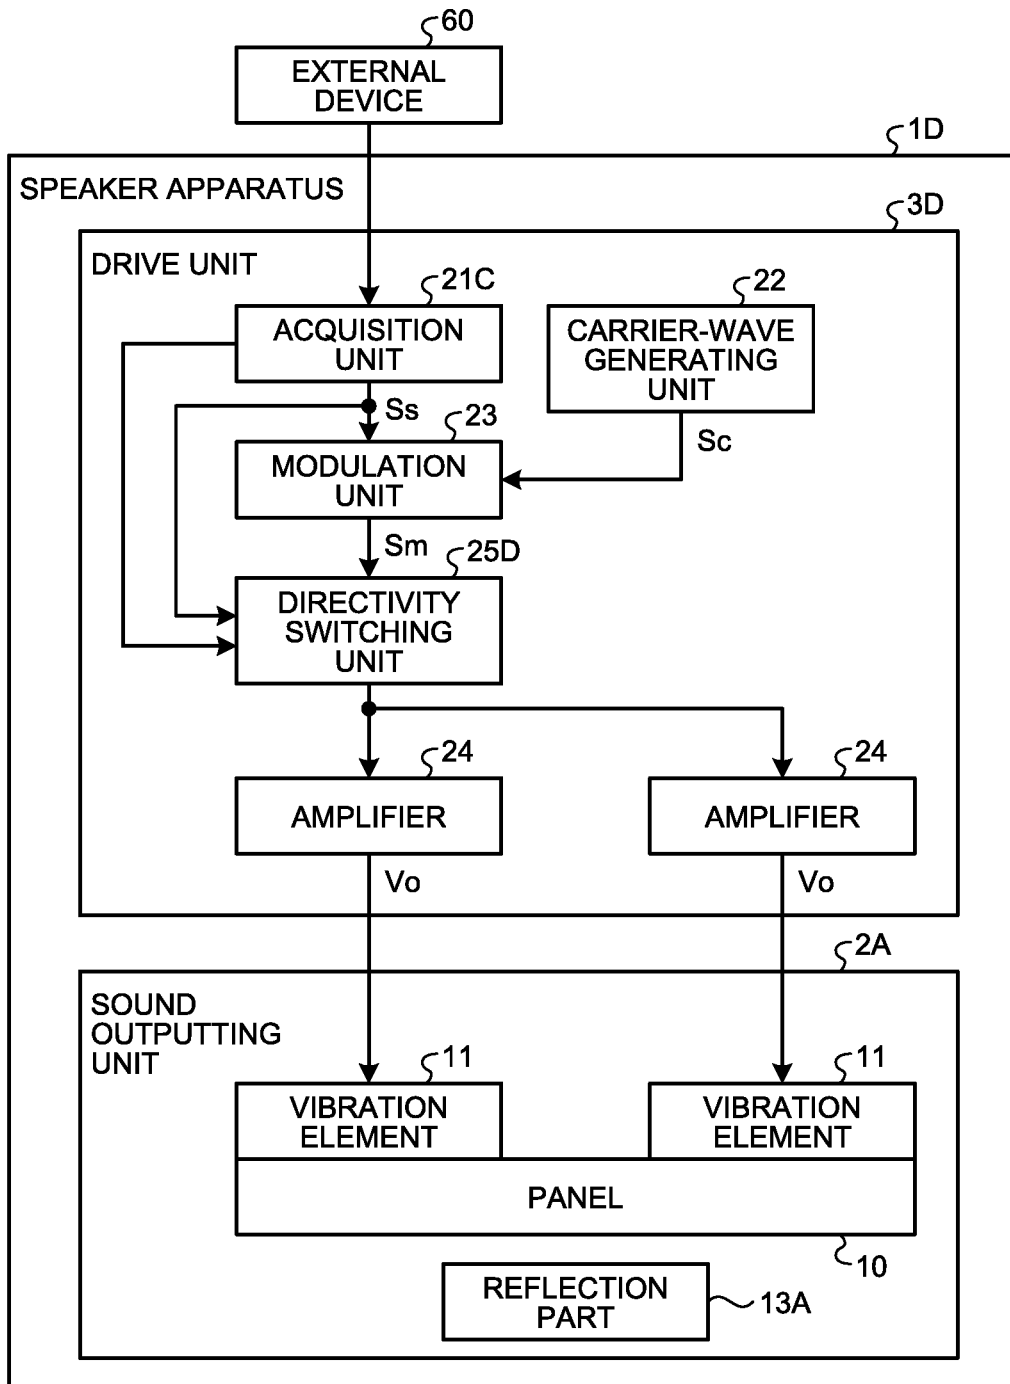 60
EXTERNAL
DEVICE
1D
SPEAKER APPARATUS
3D
DRIVE UNIT
21C
ACQUISITION
UNIT
22
CARRIER-WAVE
GENERATING
UNIT
Ss
23
Sc
MODULATION
UNIT
Sm
25D
DIRECTIVITY
SWITCHING
UNIT
24
AMPLIFIER
24
AMPLIFIER
Vo
Vo
2A
SOUND
OUTPUTTING
UNIT
11
VIBRATION
ELEMENT
11
VIBRATION
ELEMENT
PANEL
10
REFLECTION
PART
13A